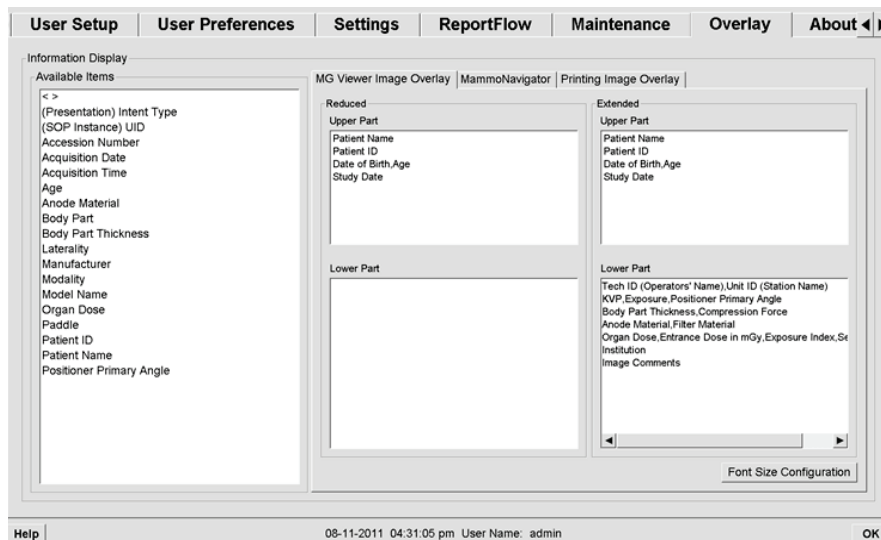 User Setup User Preferences Settings ReportFlow Maintenance Overlay About
Information Display
Available Items
< >
(Presentation) Intent Type
(SOP Instance) UID
Accession Number
Acquisition Date
Acquisition Time
Age
Anode Material
Body Part
Body Part Thickness
Laterality
Manufacturer
Modality
Model Name
Organ Dose
Paddle
Patient ID
Patient Name
Positioner Primary Angle
MG Viewer Image Overlay MammoNavigator Printing Image Overlay
Reduced
Upper Part
Patient Name
Patient ID
Date of Birth,Age
Study Date
Lower Part
Extended
Upper Part
Patient Name
Patient ID
Date of Birth,Age
Study Date
Lower Part
Tech ID (Operators' Name),Unit ID (Station Name)
KVP,Exposure,Positioner Primary Angle
Body Part Thickness,Compression Force
Anode Material,Filter Material
Organ Dose,Entrance Dose in mGy,Exposure Index,Se
Institution
Image Comments
Font Size Configuration
Help 08-11-2011 04:31:05 pm User Name: admin OK